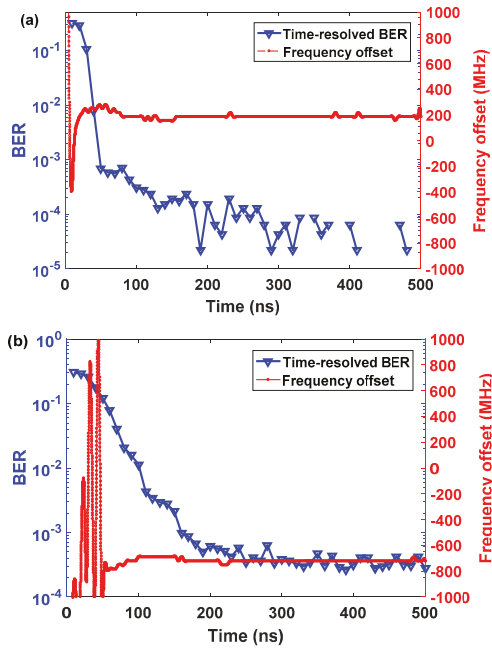 (a)
Time-resolved BER
Frequency offset
BER
10^-1
10^-2
10^-3
10^-4
10^-5
1000
800
600
400
200
0
-200
-400
-600
-800
-1000
Frequency offset (MHz)
0 100 200 300 400 500
Time (ns)
(b)
Time-resolved BER
Frequency offset
BER
10^0
10^-1
10^-2
10^-3
10^-4
1000
800
600
400
200
0
-200
-400
-600
-800
-1000
Frequency offset (MHz)
0 100 200 300 400 500
Time (ns)